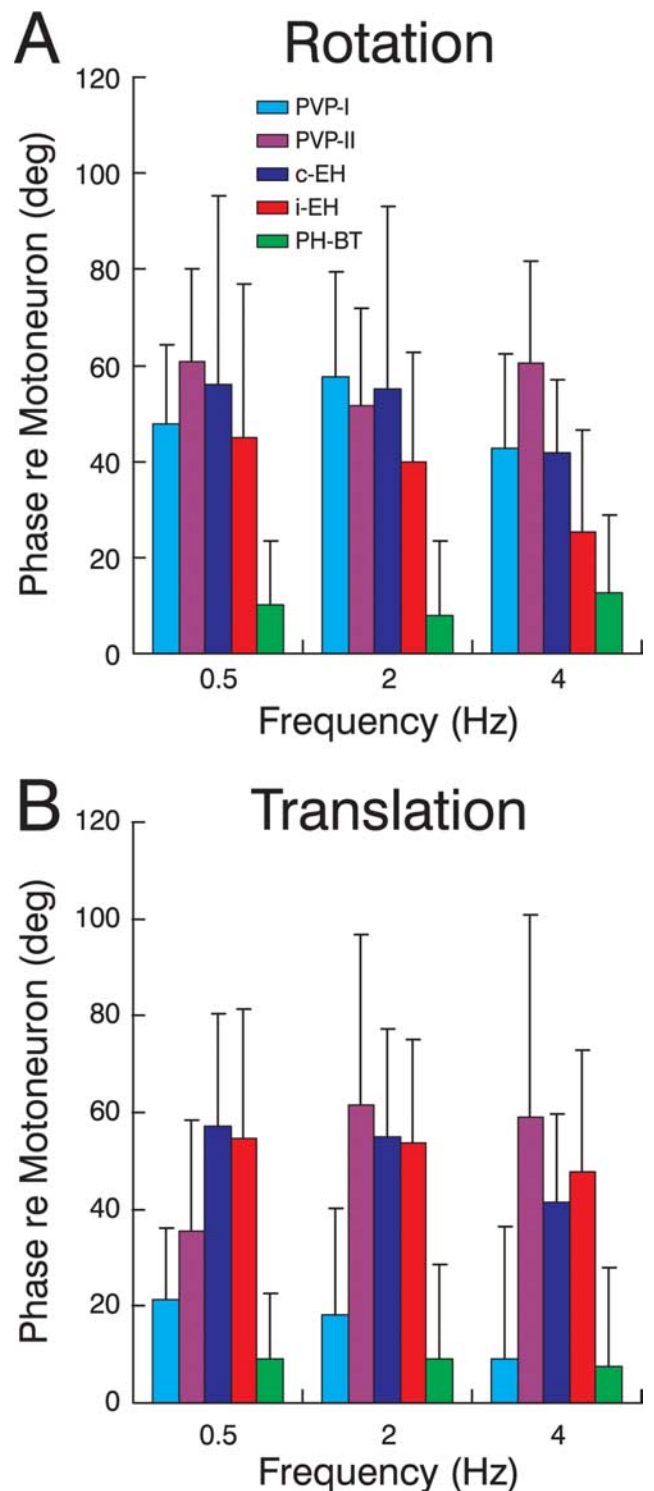 A Rotation
Phase re Motoneuron (deg)
120
100
80
60
40
20
0
PVP-I
PVP-II
c-EH
i-EH
PH-BT
0.5 2 4
Frequency (Hz)
B Translation
Phase re Motoneuron (deg)
120
100
80
60
40
20
0
0.5 2 4
Frequency (Hz)